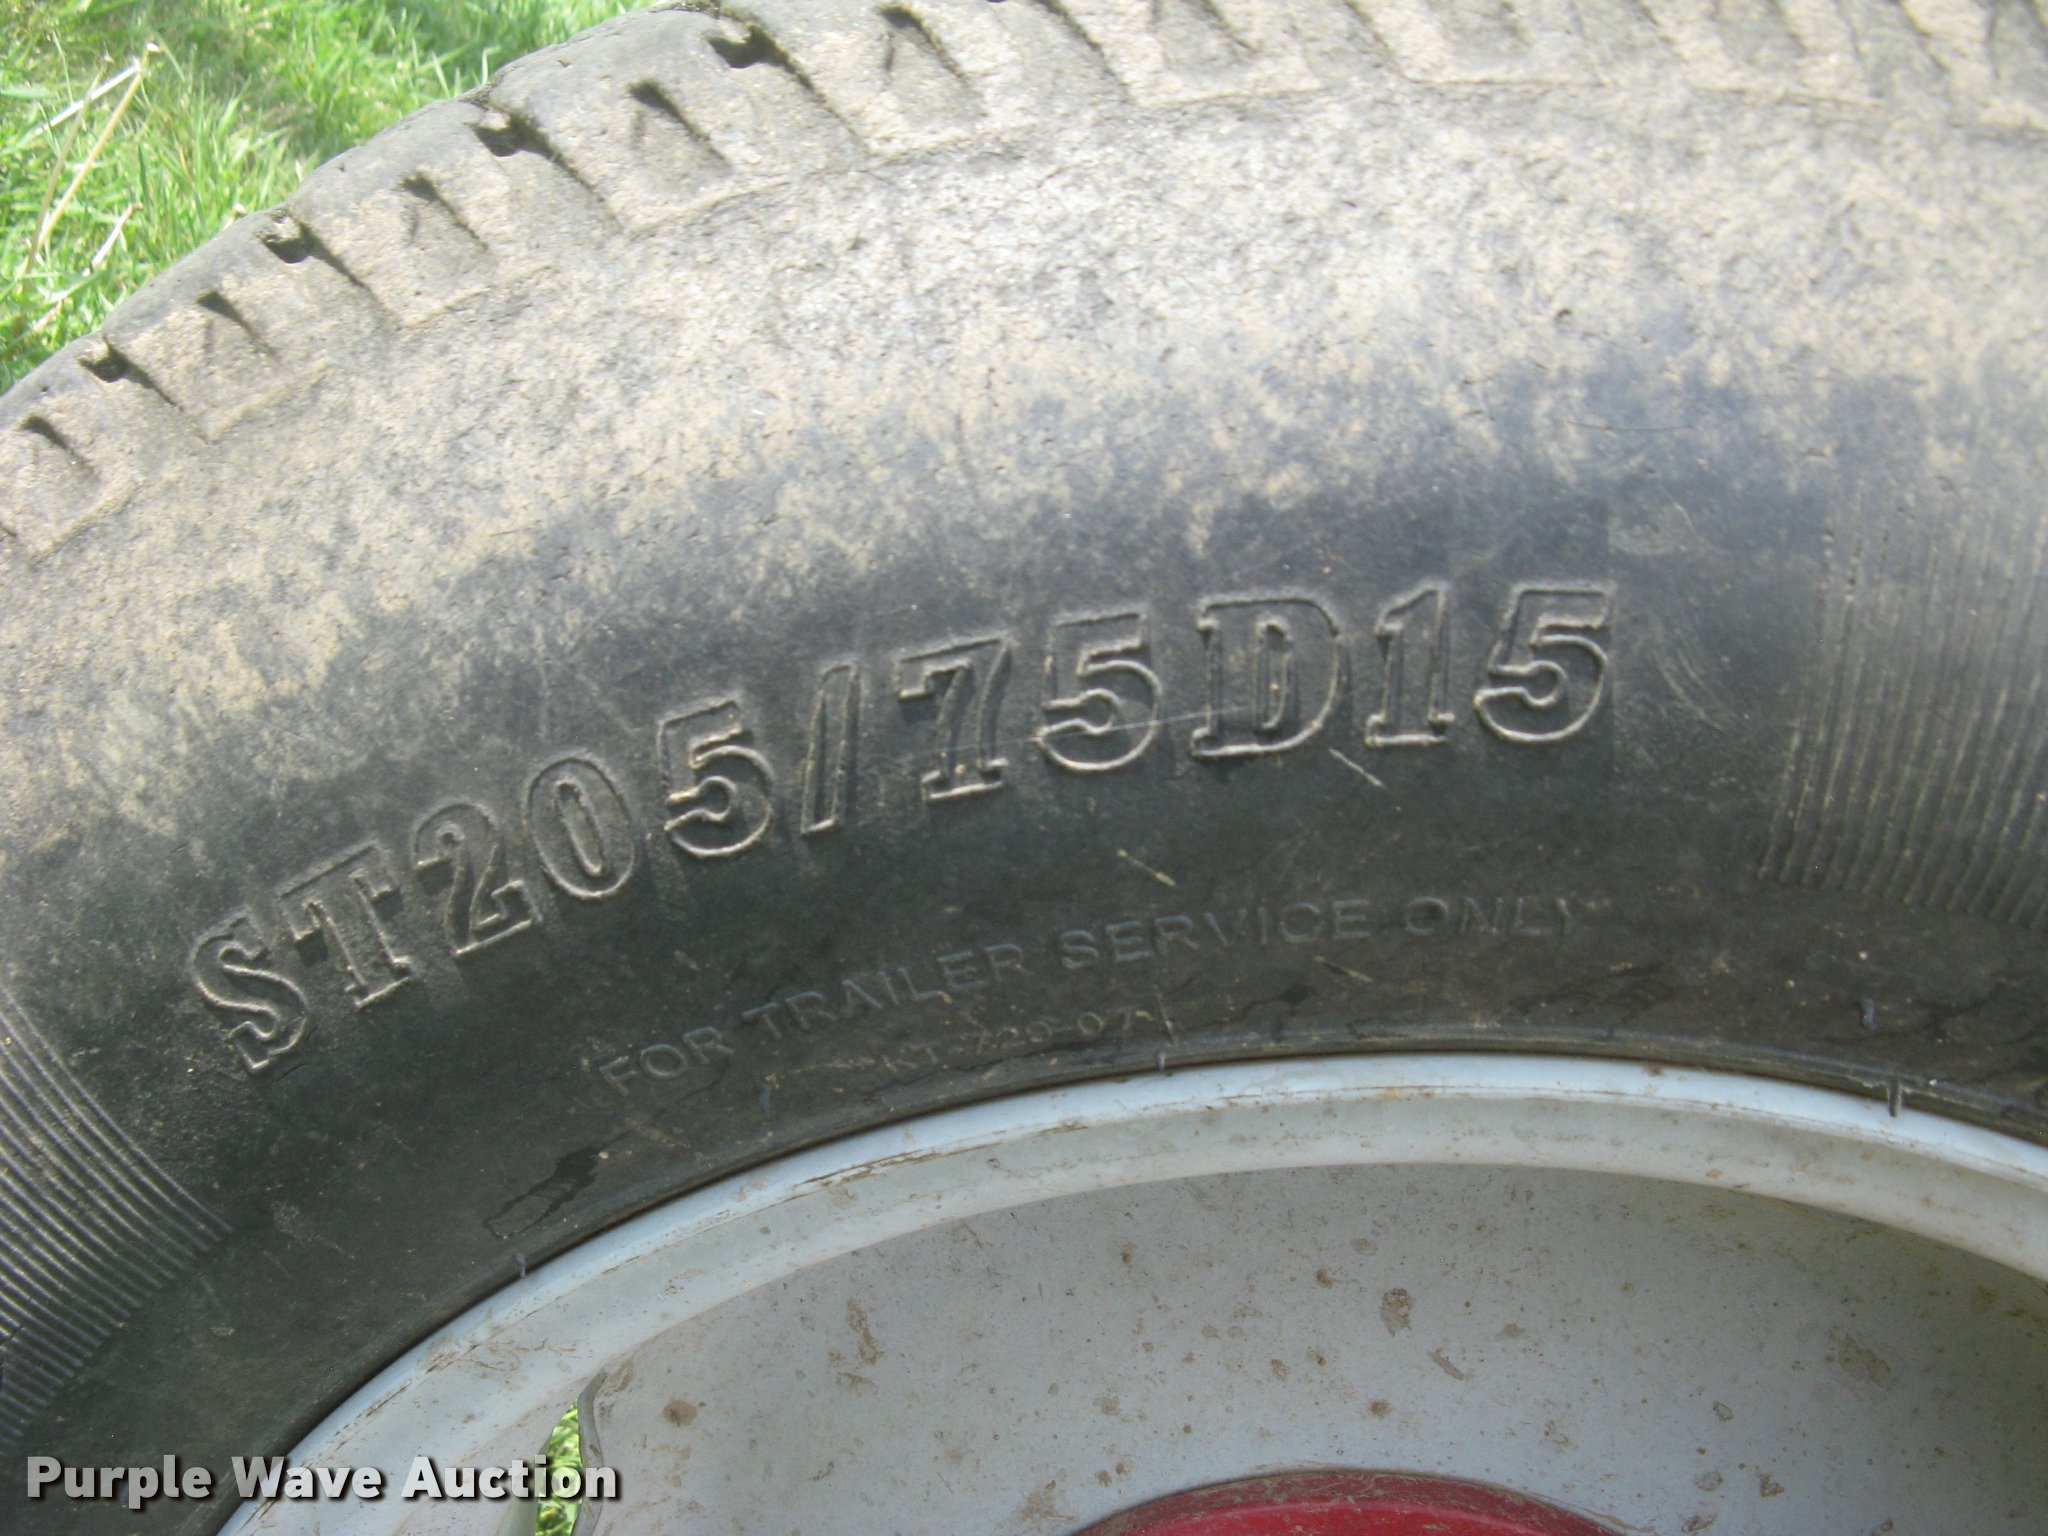 ST205/75D15
FOR TRAILER SERVICE ONLY
Purple Wave Auction